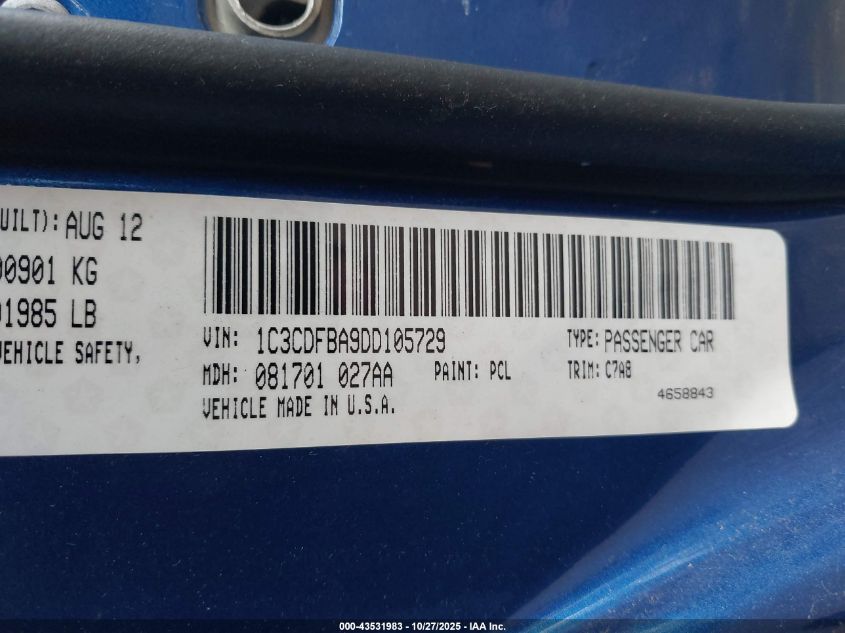 UILT): AUG 12
00901 KG
01985 LB
VEHICLE SAFETY,
VIN: 1C3CDFBA9DD105729 TYPE: PASSENGER CAR
MDH: 081701 027AA PAINT: PCL TRIM: C7A8
VEHICLE MADE IN U.S.A. 4658843
000-43531983 - 10/27/2025 - IAA Inc.